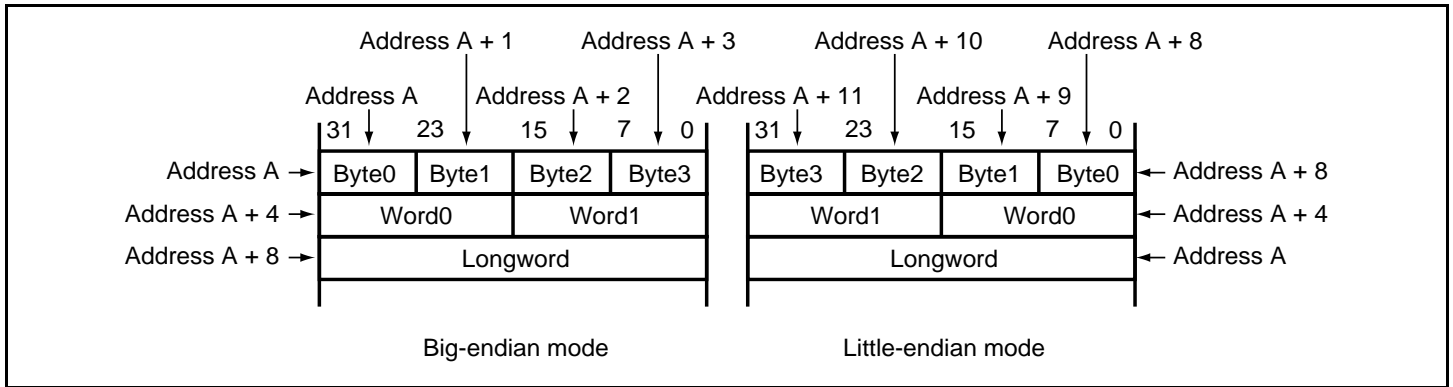 Address A + 1 Address A + 3 Address A + 10 Address A + 8
Address A Address A + 2 Address A + 11 Address A + 9
31 23 15 7 0 31 23 15 7 0
Address A Byte0 Byte1 Byte2 Byte3 Byte3 Byte2 Byte1 Byte0 Address A + 8
Address A + 4 Word0 Word1 Word1 Word0 Address A + 4
Address A + 8 Longword Longword Address A
Big-endian mode Little-endian mode